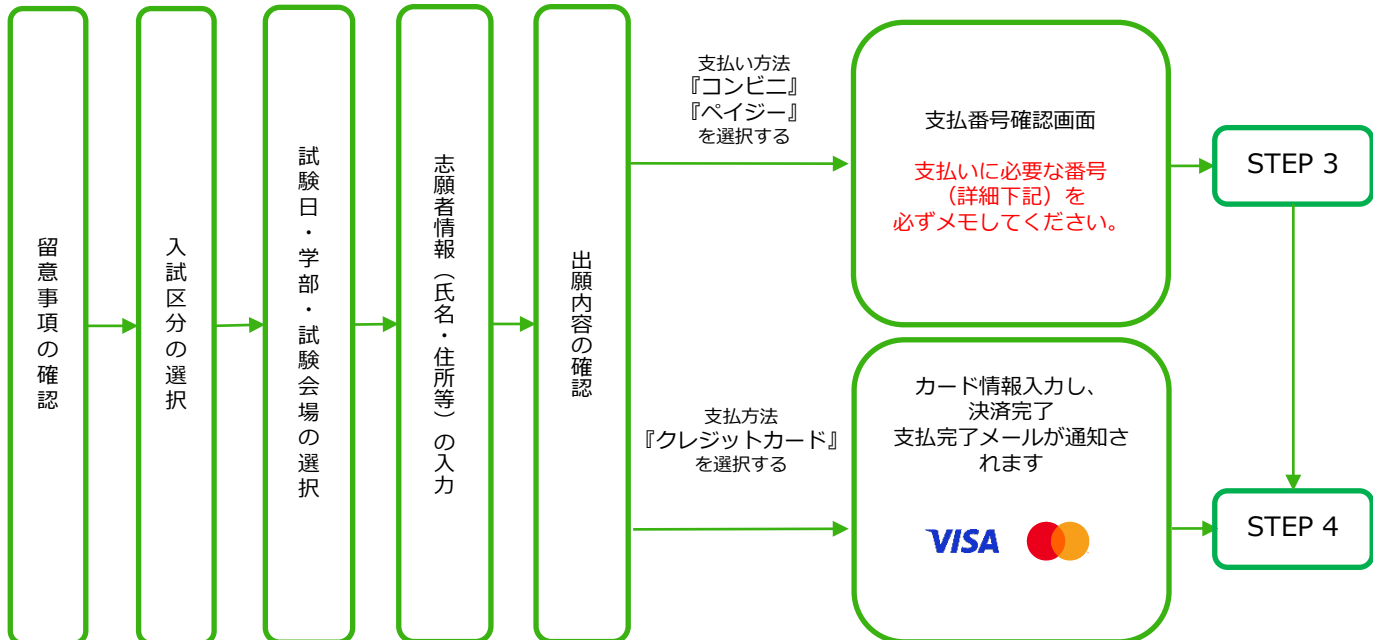 留意事項の確認
入試区分の選択
試験日・学部・試験会場の選択
志願者情報（氏名・住所等）の入力
出願内容の確認
支払い方法
『コンビニ』
『ペイジー』
を選択する
支払番号確認画面
支払いに必要な番号
（詳細下記）を
必ずメモしてください。
STEP 3
支払方法
『クレジットカード』
を選択する
カード情報入力し、
決済完了
支払完了メールが通知さ
れます
VISA
STEP 4